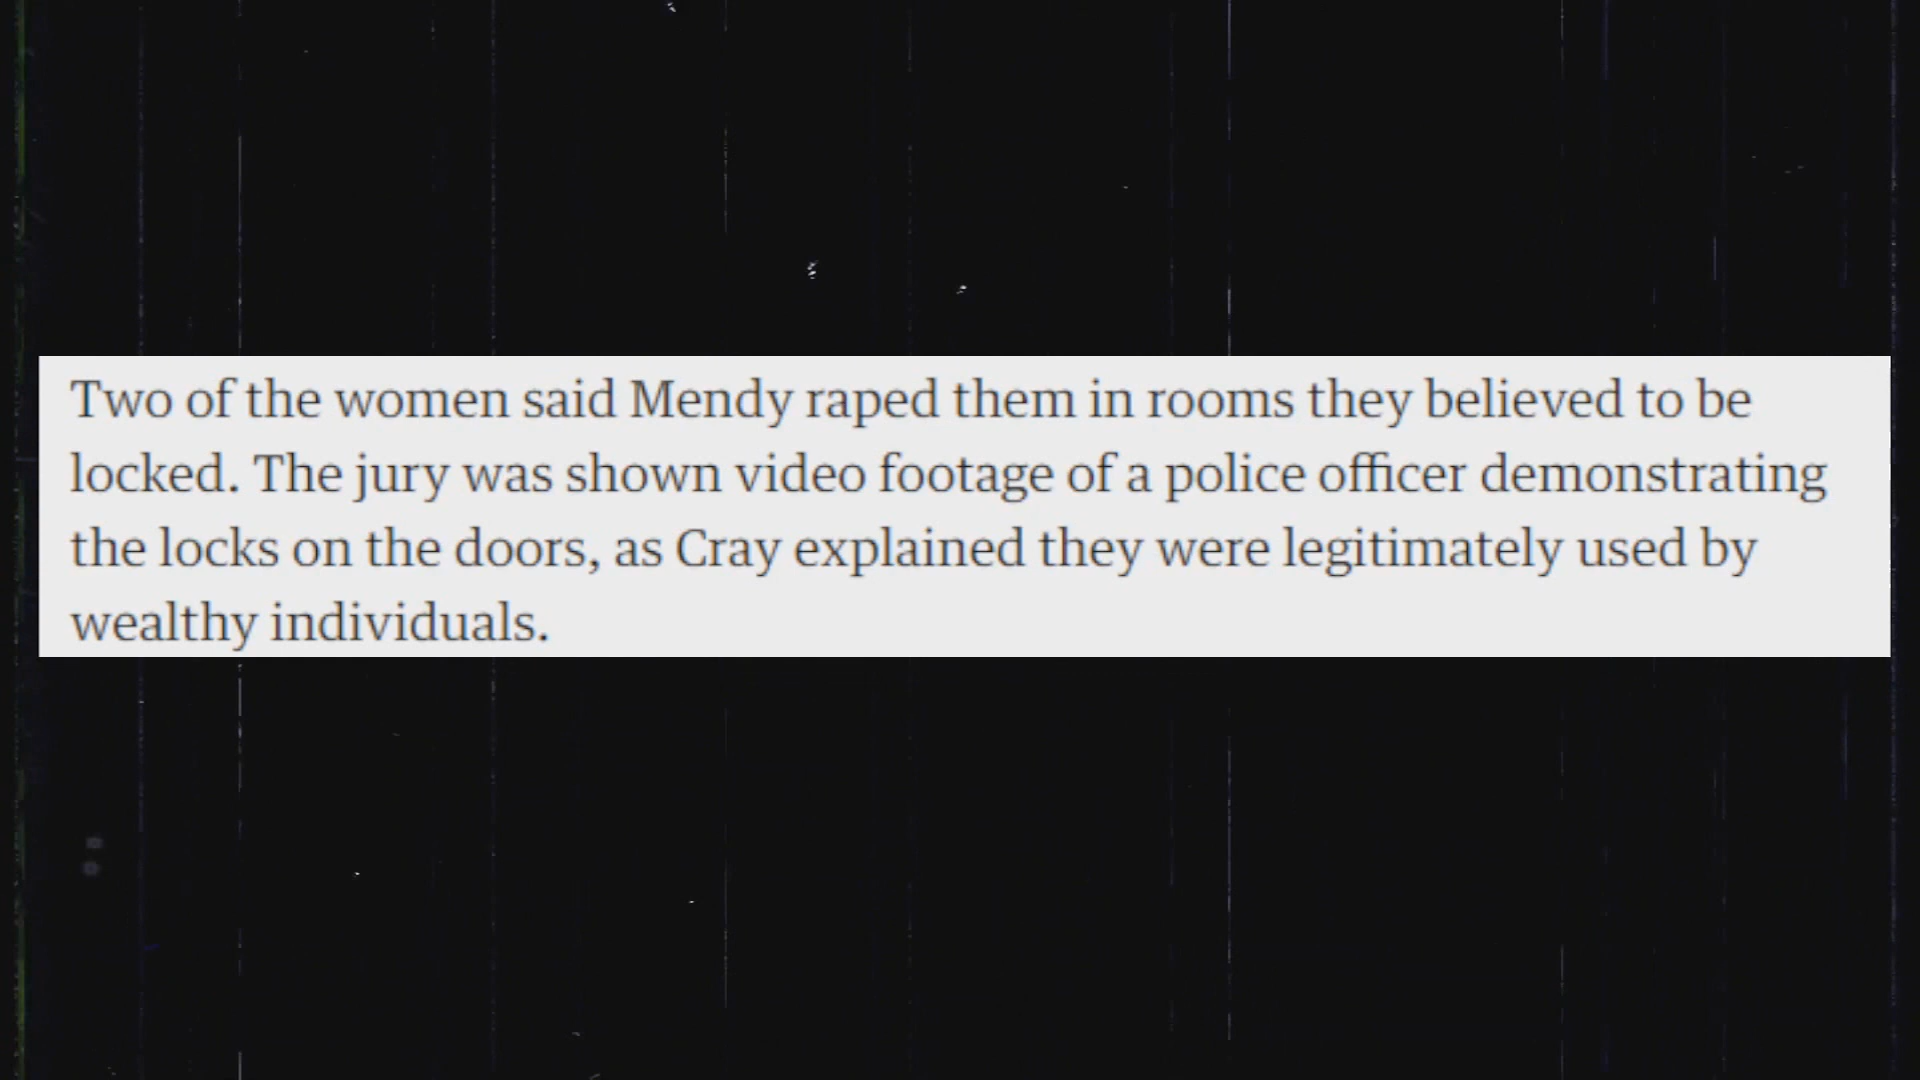 Two of the women said Mendy raped them in rooms they believed to be
locked. The jury was shown video footage of a police officer demonstrating
the locks on the doors, as Cray explained they were legitimately used by
wealthy individuals.